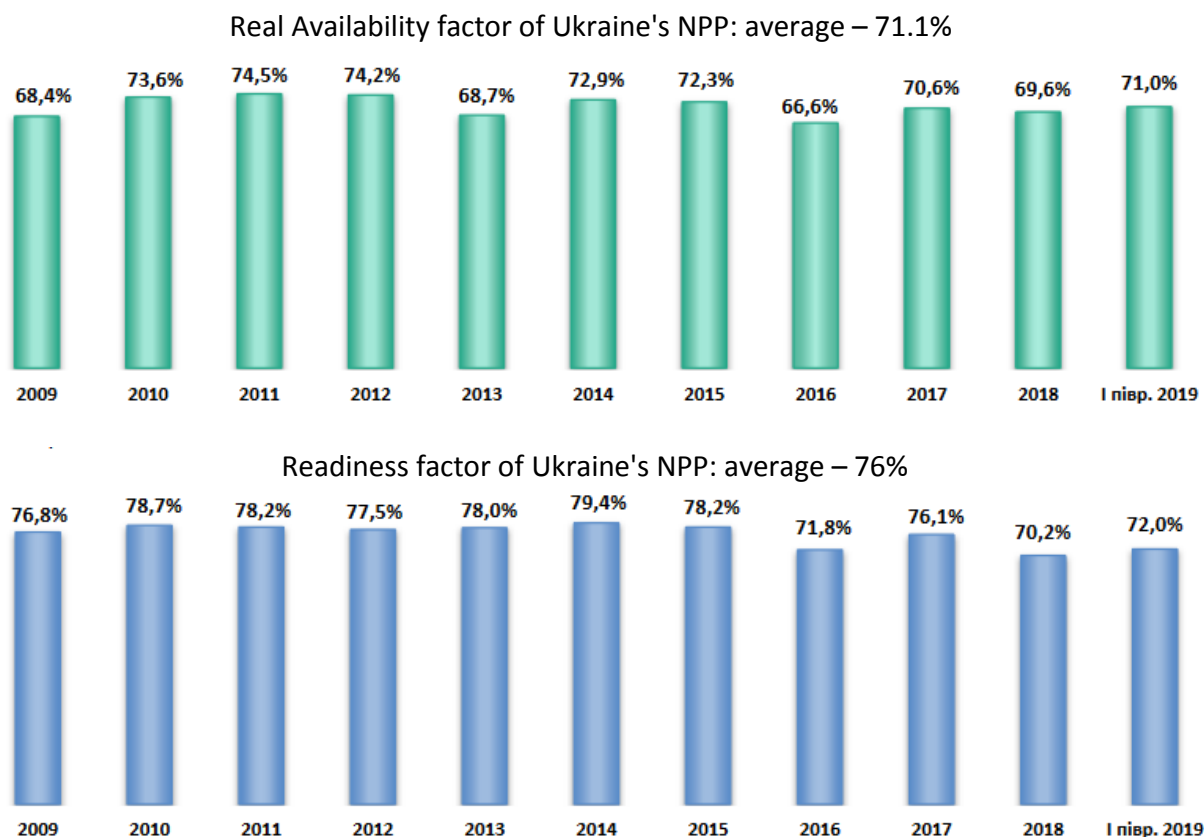 Real Availability factor of Ukraine's NPP: average – 71.1%
68,4% 73,6% 74,5% 74,2% 68,7% 72,9% 72,3% 66,6% 70,6% 69,6% 71,0%
2009 2010 2011 2012 2013 2014 2015 2016 2017 2018 І півр. 2019
Readiness factor of Ukraine's NPP: average – 76%
76,8% 78,7% 78,2% 77,5% 78,0% 79,4% 78,2% 71,8% 76,1% 70,2% 72,0%
2009 2010 2011 2012 2013 2014 2015 2016 2017 2018 І півр. 2019